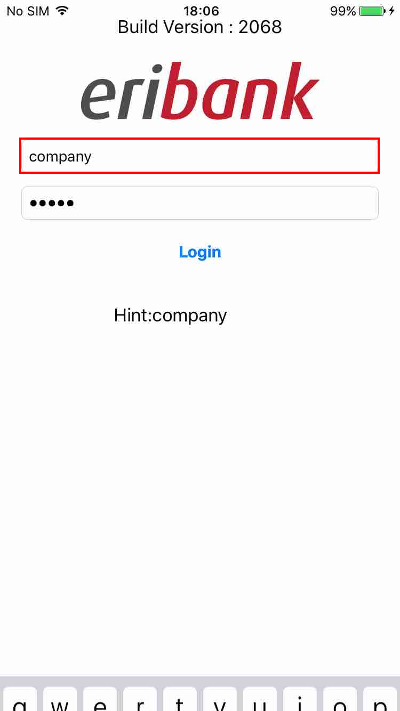 No SIM 18:06 99%
Build Version : 2068
eribank
company
●●●●●
Login
Hint:company
q w e r t y u i o p